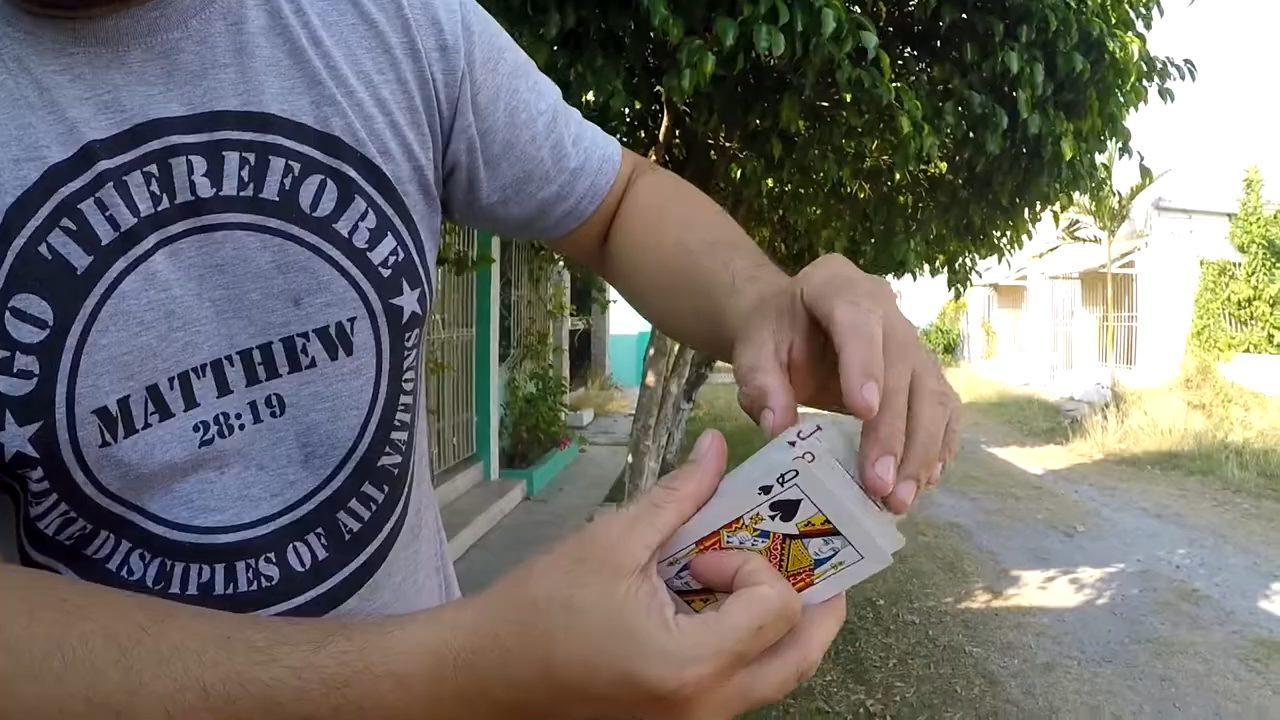 GO THEREFORE
MATTHEW
28:19
MAKE DISCIPLES OF ALL NATIONS
J
Q